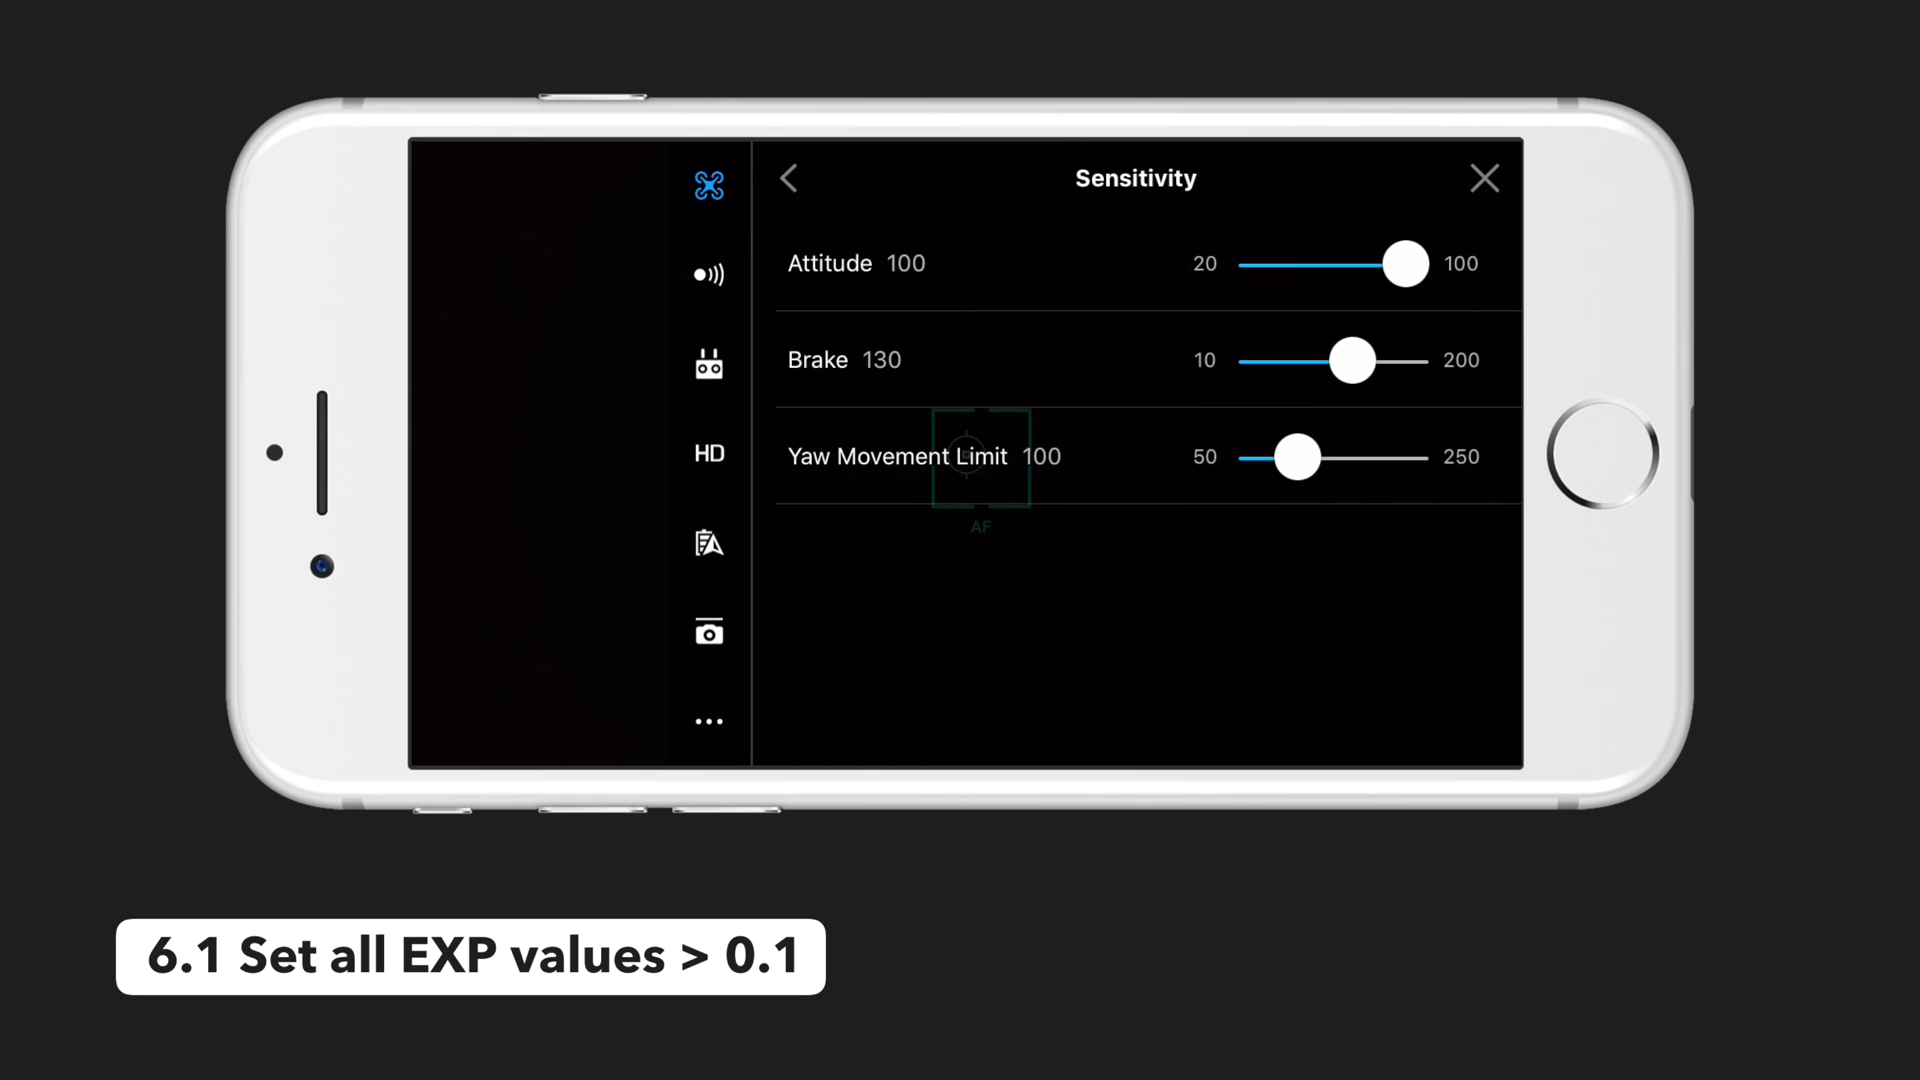 Sensitivity
Attitude 100 20 100
Brake 130 10 200
HD
Yaw Movement Limit 100 50 250
AF
6.1 Set all EXP values > 0.1